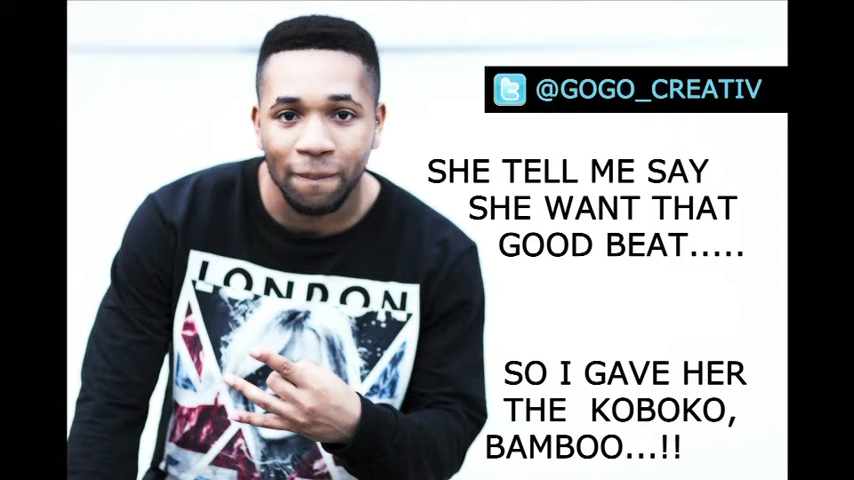 @GOGO_CREATIV
SHE TELL ME SAY
SHE WANT THAT
GOOD BEAT.....
SO I GAVE HER
THE KOBOKO,
BAMBOO...!!
LONDON